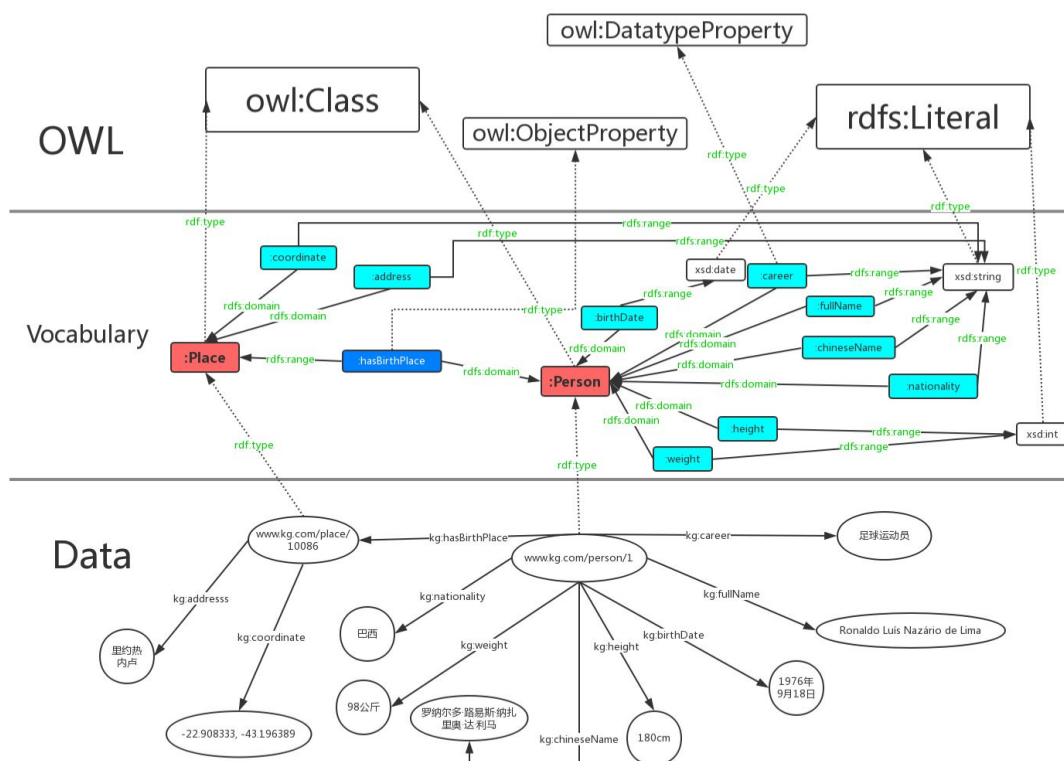 owl:DatatypeProperty
owl:Class
rdfs:Literal
owl:ObjectProperty
OWL
rdf:type
rdf:type
rdf:type
rdf:type
rdfs:range
rdf:type
rdf:type
rdfs:range
:coordinate
:address
xsd:date
:career
rdfs:range
xsd:string
rdf:type
rdfs:domain
rdfs:domain
rdfs:range
:fullName
rdfs:range
rdf:type
:birthDate
rdfs:range
Vocabulary
rdfs:domain
rdfs:domain
rdfs:domain
:chineseName
:Place
rdfs:range
:hasBirthPlace
rdfs:domain
rdfs:domain
:Person
rdfs:domain
:nationality
rdfs:range
rdfs:domain
rdfs:domain
:height
rdfs:range
xsd:int
rdf:type
rdfs:range
:weight
rdf:type
Data
www.kg.com/place/
10086
kg:hasBirthPlace
kg:career
足球运动员
www.kg.com/person/1
kg:addresss
kg:nationality
kg:fullName
kg:coordinate
巴西
kg:weight
kg:height
kg:birthDate
Ronaldo Luís Nazário de Lima
里约热
内卢
1976年
9月18日
98公斤
罗纳尔多·路易斯·纳扎
里奥·达·利马
-22.908333, -43.196389
kg:chineseName
180cm